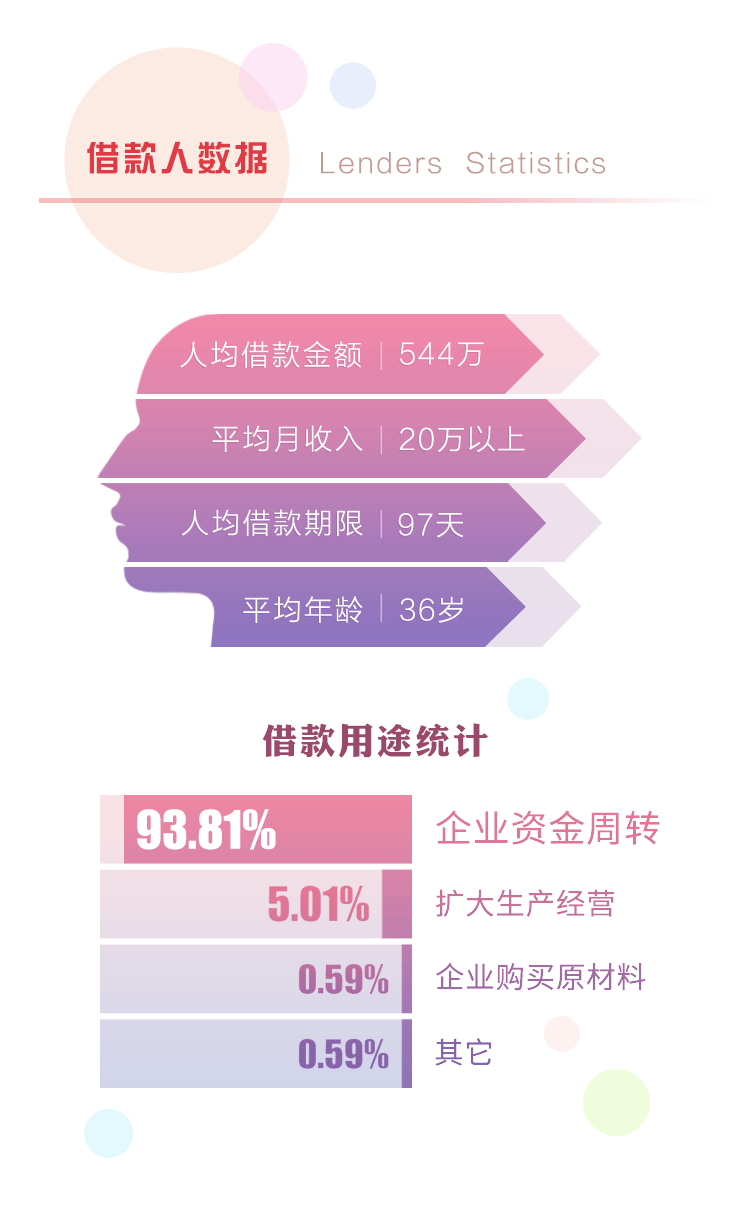 借款人数据 Lenders Statistics
人均借款金额 544万
平均月收入 20万以上
人均借款期限 97天
平均年龄 36岁
借款用途统计
93.81% 企业资金周转
5.01% 扩大生产经营
0.59% 企业购买原材料
0.59% 其它